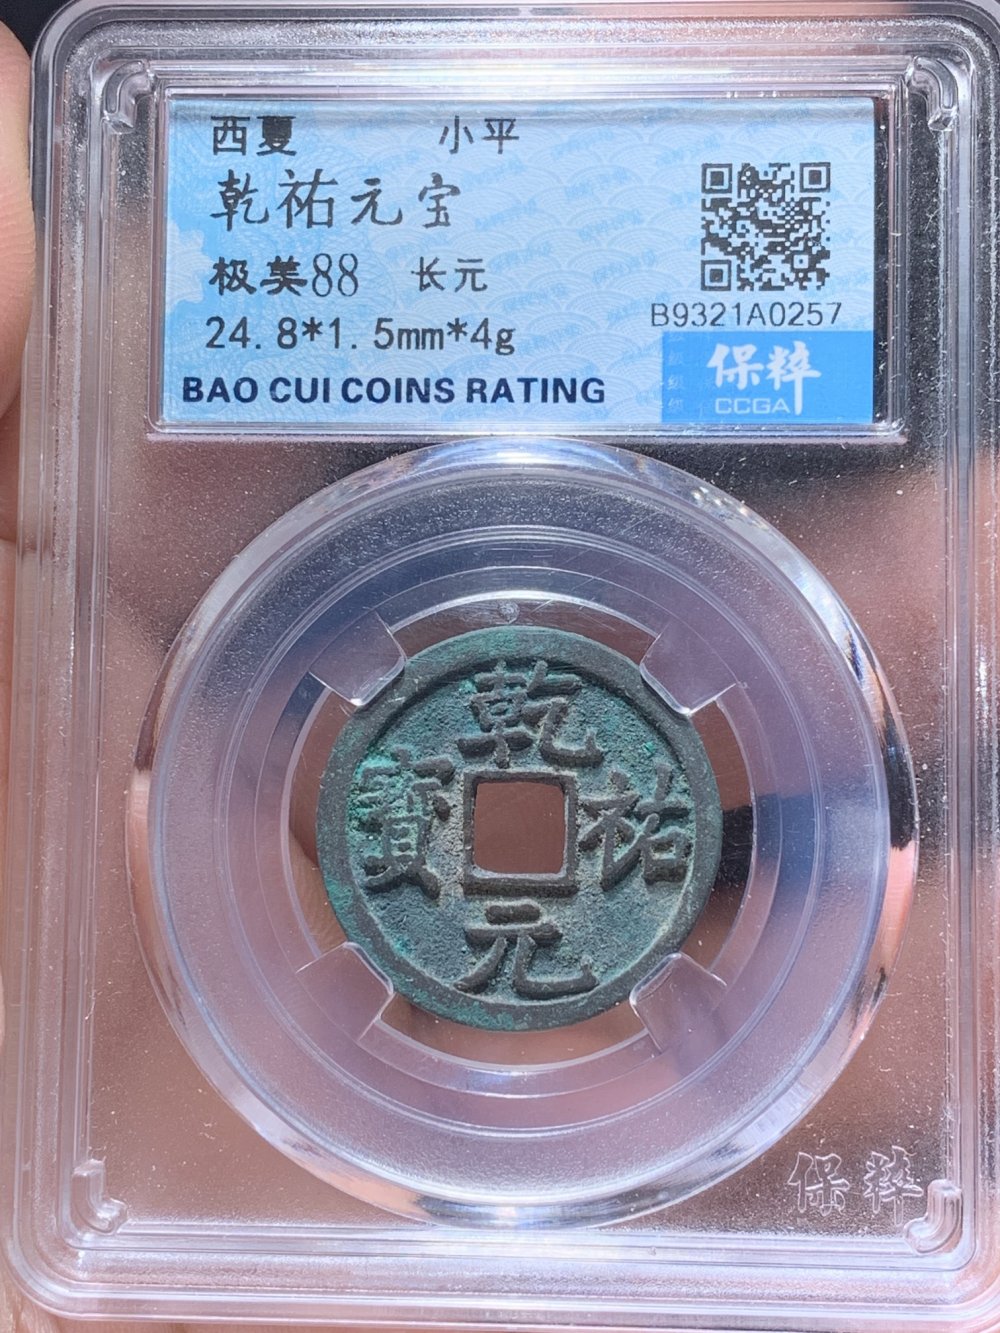 西夏 小平
乾祐元宝
极美88 长元
24.8*1.5mm*4g
BAO CUI COINS RATING
B9321A0257
保粹
CCGA
乾祐元寶
保粹